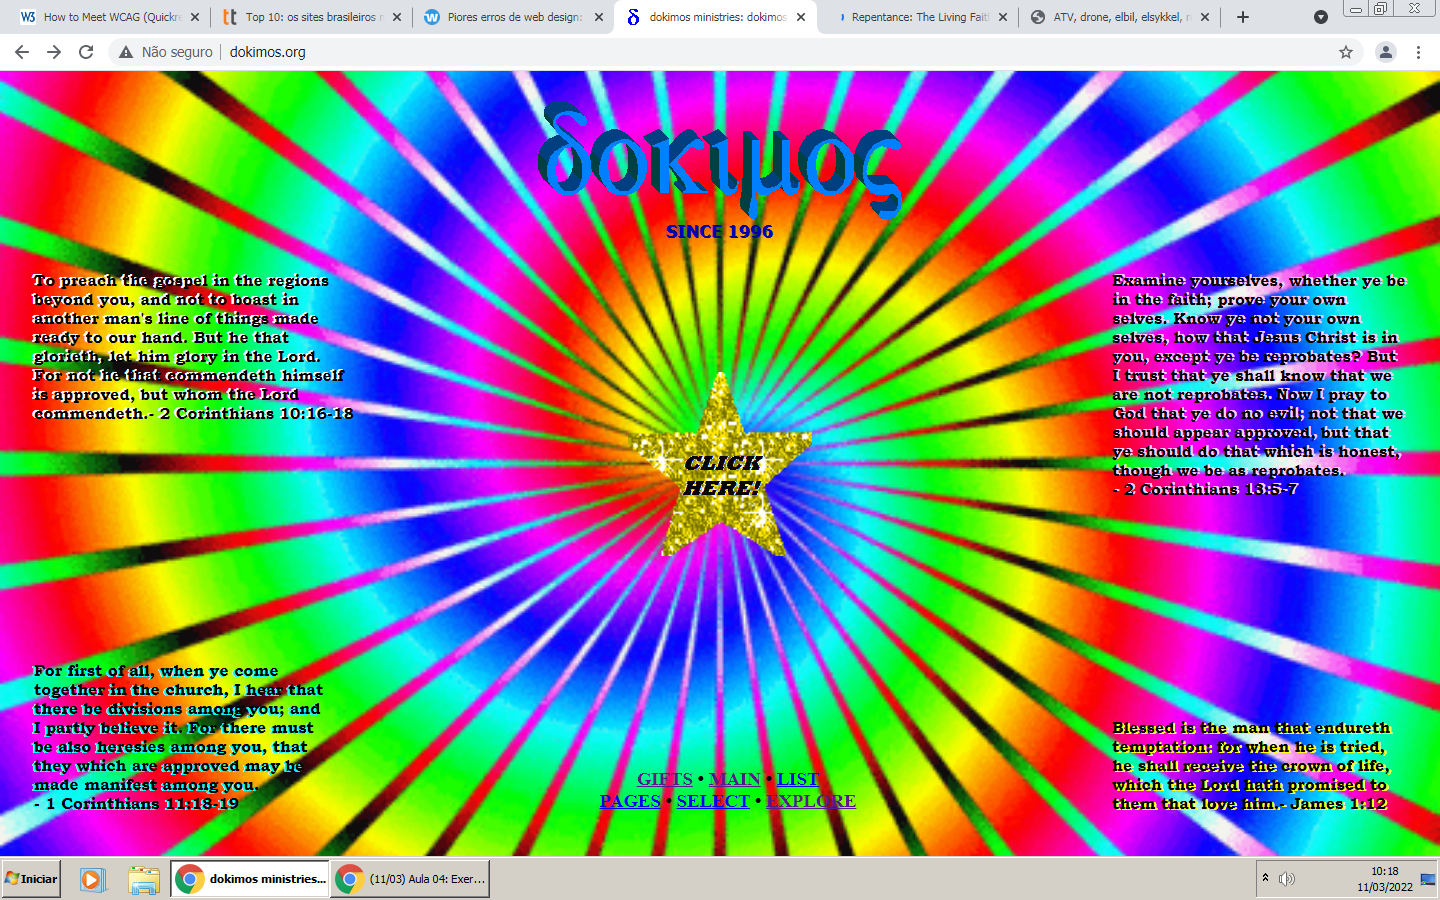 How to Meet WCAG (Quickre
Top 10: os sites brasileiros
Piores erros de web design:
dokimos ministries: dokimos
Repentance: The Living Fait
ATV, drone, elbil, elsykkel,
Não seguro
dokimos.org
δοκιμος
SINCE 1996
To preach the gospel in the regions
beyond you, and not to boast in
another man's line of things made
ready to our hand. But he that
glorieth, let him glory in the Lord.
For not he that commendeth himself
is approved, but whom the Lord
commendeth.- 2 Corinthians 10:16-18
Examine yourselves, whether ye be
in the faith; prove your own
selves. Know ye not your own
selves, how that Jesus Christ is in
you, except ye be reprobates? But
I trust that ye shall know that we
are not reprobates. Now I pray to
God that ye do no evil; not that we
should appear approved, but that
ye should do that which is honest,
though we be as reprobates.
- 2 Corinthians 13:5-7
CLICK
HERE!
For first of all, when ye come
together in the church, I hear that
there be divisions among you; and
I partly believe it. For there must
be also heresies among you, that
they which are approved may be
made manifest among you.
- 1 Corinthians 11:18-19
Blessed is the man that endureth
temptation: for when he is tried,
he shall receive the crown of life,
which the Lord hath promised to
them that love him.- James 1:12
GIFTS • MAIN • LIST
PAGES • SELECT • EXPLORE
Iniciar
dokimos ministries...
(11/03) Aula 04: Exer...
10:18
11/03/2022